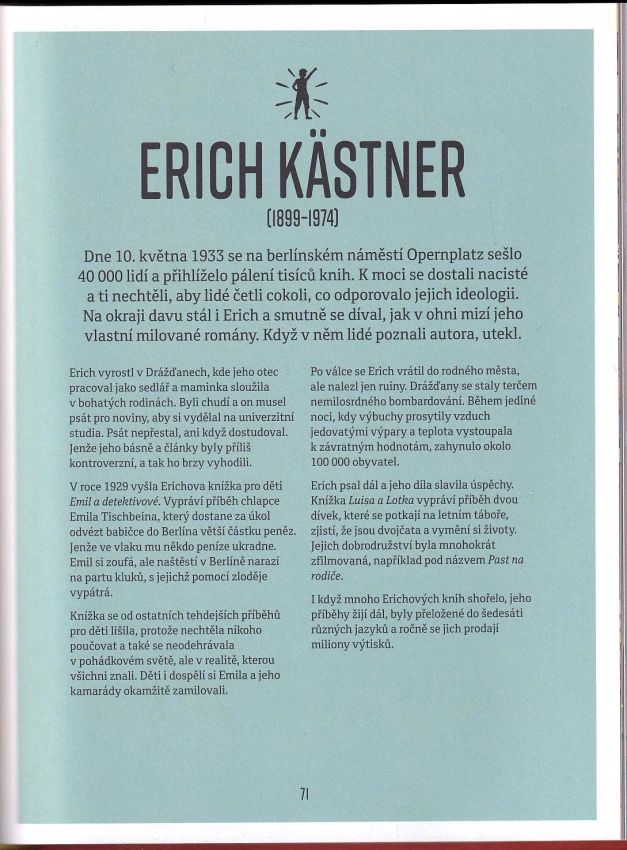 ERICH KÄSTNER
(1899–1974)
Dne 10. května 1933 se na berlínském náměstí Opernplatz sešlo
40 000 lidí a přihlíželo pálení tisíců knih. K moci se dostali nacisté
a ti nechtěli, aby lidé četli cokoli, co odporovalo jejich ideologii.
Na okraji davu stál i Erich a smutně se díval, jak v ohni mizí jeho
vlastní milované romány. Když v něm lidé poznali autora, utekl.
Erich vyrostl v Drážďanech, kde jeho otec
pracoval jako sedlář a maminka sloužila
v bohatých rodinách. Byli chudí a on musel
psát pro noviny, aby si vydělal na univerzitní
studia. Psát nepřestal, ani když dostudoval.
Jenže jeho básně a články byly příliš
kontroverzní, a tak ho brzy vyhodili.
V roce 1929 vyšla Erichova knížka pro děti
Emil a detektivové. Vypráví příběh chlapce
Emila Tischbeina, který dostane za úkol
odvézt babičce do Berlína větší částku peněz.
Jenže ve vlaku mu někdo peníze ukradne.
Emil si zoufá, ale naštěstí v Berlíně narazí
na partu kluků, s jejichž pomocí zloděje
vypátrá.
Knížka se od ostatních tehdejších příběhů
pro děti lišila, protože nechtěla nikoho
poučovat a také se neodehrávala
v pohádkovém světě, ale v realitě, kterou
všichni znali. Děti i dospělí si Emila a jeho
kamarády okamžitě zamilovali.
Po válce se Erich vrátil do rodného města,
ale nalezl jen ruiny. Drážďany se staly terčem
nemilosrdného bombardování. Během jediné
noci, kdy výbuchy prosytily vzduch
jedovatými výpary a teplota vystoupala
k závratným hodnotám, zahynulo okolo
100 000 obyvatel.
Erich psal dál a jeho díla slavila úspěchy.
Knížka Luisa a Lotka vypráví příběh dvou
dívek, které se potkají na letním táboře,
zjistí, že jsou dvojčata a vymění si životy.
Jejich dobrodružství byla mnohokrát
zfilmovaná, například pod názvem Past na
rodiče.
I když mnoho Erichových knih shořelo, jeho
příběhy žijí dál, byly přeložené do šedesáti
různých jazyků a ročně se jich prodají
miliony výtisků.
71